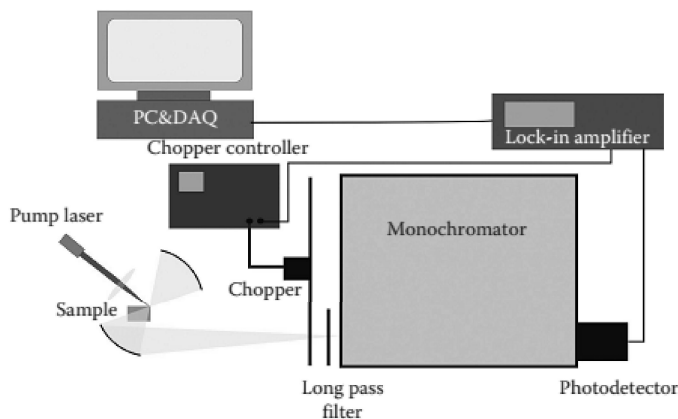 PC&DAQ
Chopper controller
Lock-in amplifier
Pump laser
Monochromator
Chopper
Sample
Long pass
filter
Photodetector